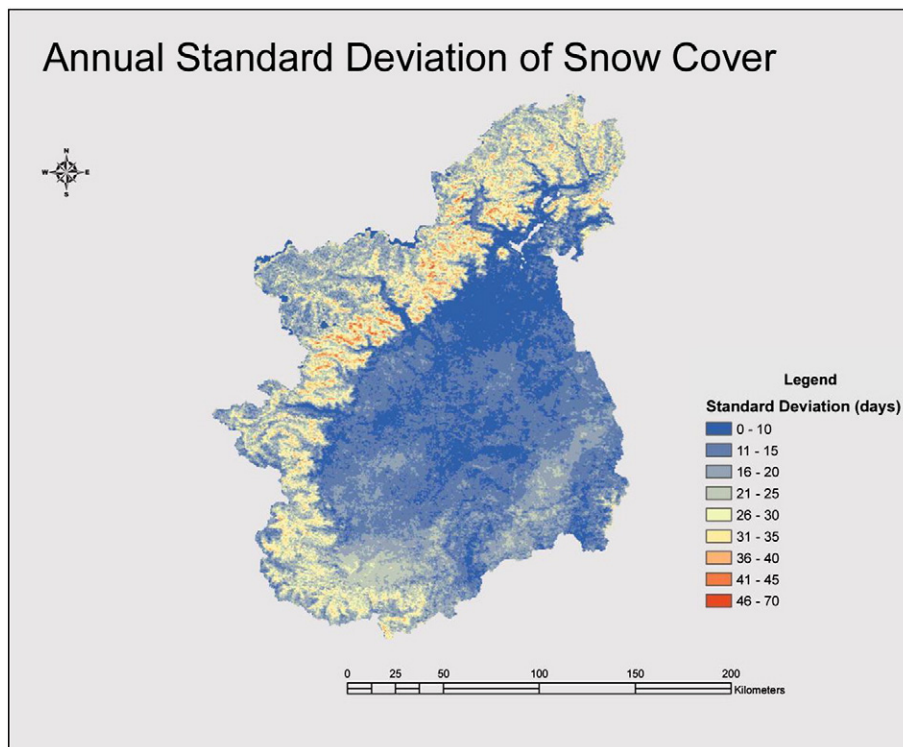 Annual Standard Deviation of Snow Cover
N
W E
S
Legend
Standard Deviation (days)
0 - 10
11 - 15
16 - 20
21 - 25
26 - 30
31 - 35
36 - 40
41 - 45
46 - 70
0 25 50 100 150 200
Kilometers